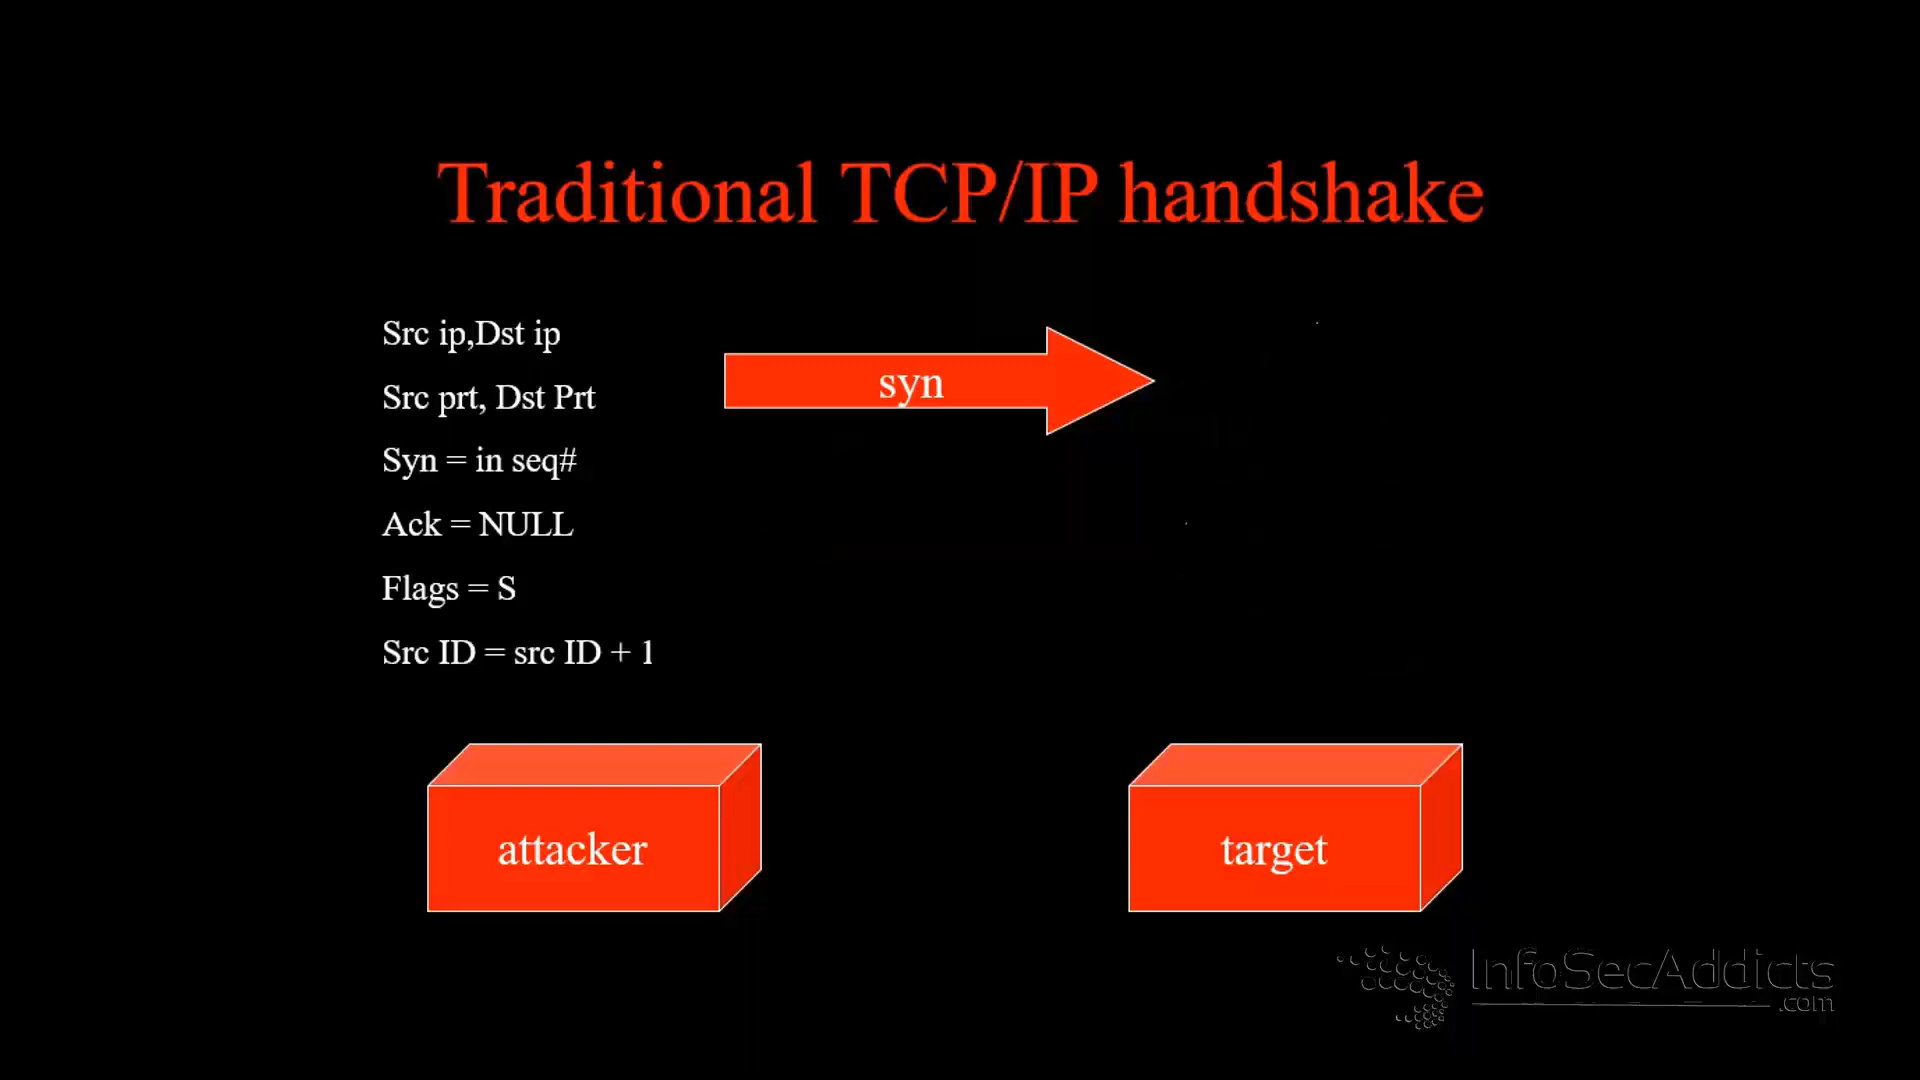 Traditional TCP/IP handshake
Src ip,Dst ip
Src prt, Dst Prt
Syn = in seq#
Ack = NULL
Flags = S
Src ID = src ID + 1
syn
attacker
target
InfoSecAddicts
.com